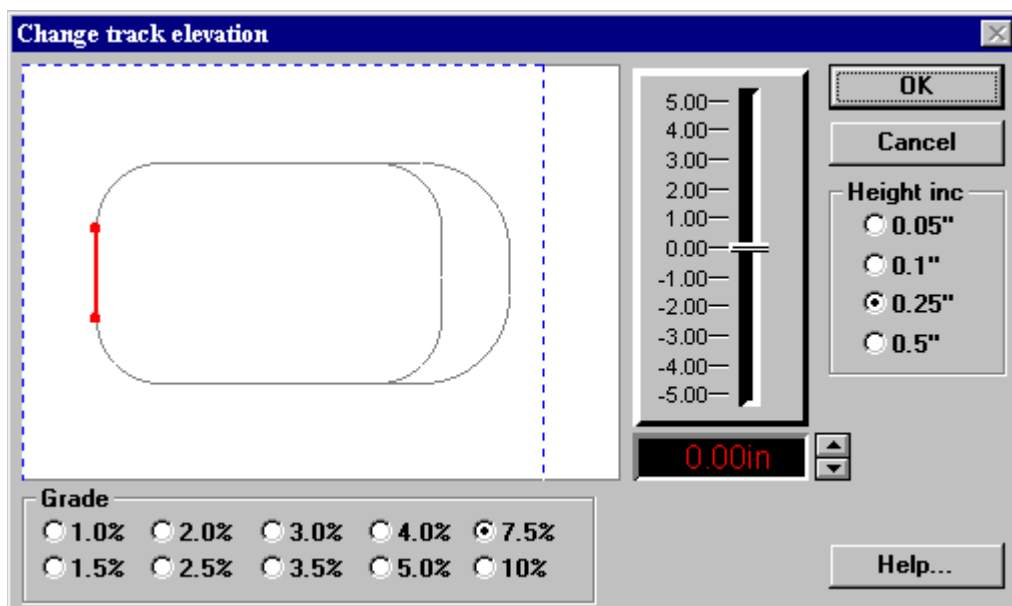 Change track elevation
5.00
4.00
3.00
2.00
1.00
0.00
-1.00
-2.00
-3.00
-4.00
-5.00
0.00in
OK
Cancel
Height inc
0.05"
0.1"
0.25"
0.5"
Grade
1.0% 2.0% 3.0% 4.0% 7.5%
1.5% 2.5% 3.5% 5.0% 10%
Help...